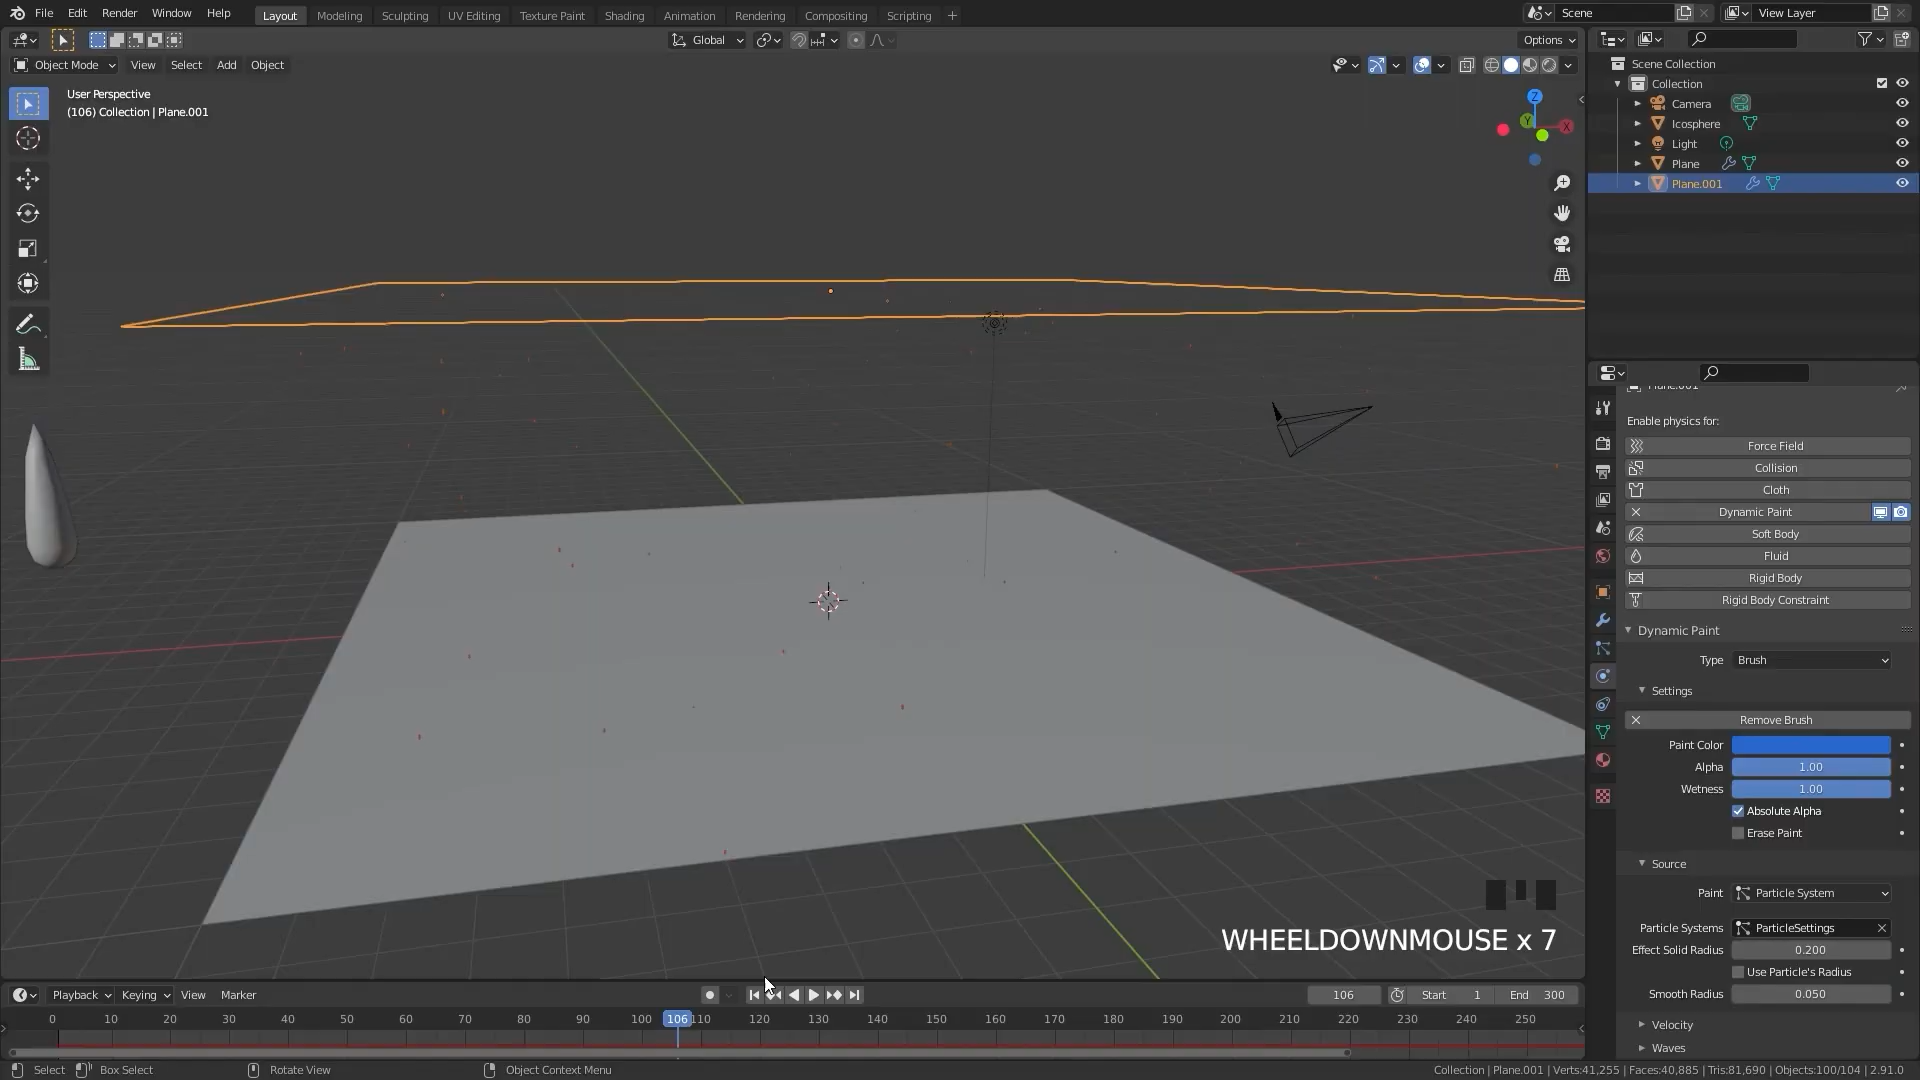 File Edit Render Window Help Layout Modeling Sculpting UV Editing Texture Paint Shading Animation Rendering Compositing Scripting + Scene View Layer
Global Options
Object Mode View Select Add Object
User Perspective
(106) Collection | Plane.001
Z
Y
X
Scene Collection
Collection
Camera
Icosphere
Light
Plane
Plane.001
Plane.001
Enable physics for:
Force Field
Collision
Cloth
Dynamic Paint
Soft Body
Fluid
Rigid Body
Rigid Body Constraint
Dynamic Paint
Type Brush
Settings
Remove Brush
Paint Color
Alpha 1.00
Wetness 1.00
Absolute Alpha
Erase Paint
Source
Paint Particle System
Particle Systems ParticleSettings
Effect Solid Radius 0.200
Use Particle's Radius
Smooth Radius 0.050
Velocity
Waves
WHEELDOWNMOUSE x 7
Playback Keying View Marker 106 Start 1 End 300
0 10 20 30 40 50 60 70 80 90 100 106 110 120 130 140 150 160 170 180 190 200 210 220 230 240 250
Select Box Select Rotate View Object Context Menu Collection | Plane.001 | Verts:41,255 | Faces:40,885 | Tris:81,690 | Objects:100/104 | 2.91.0